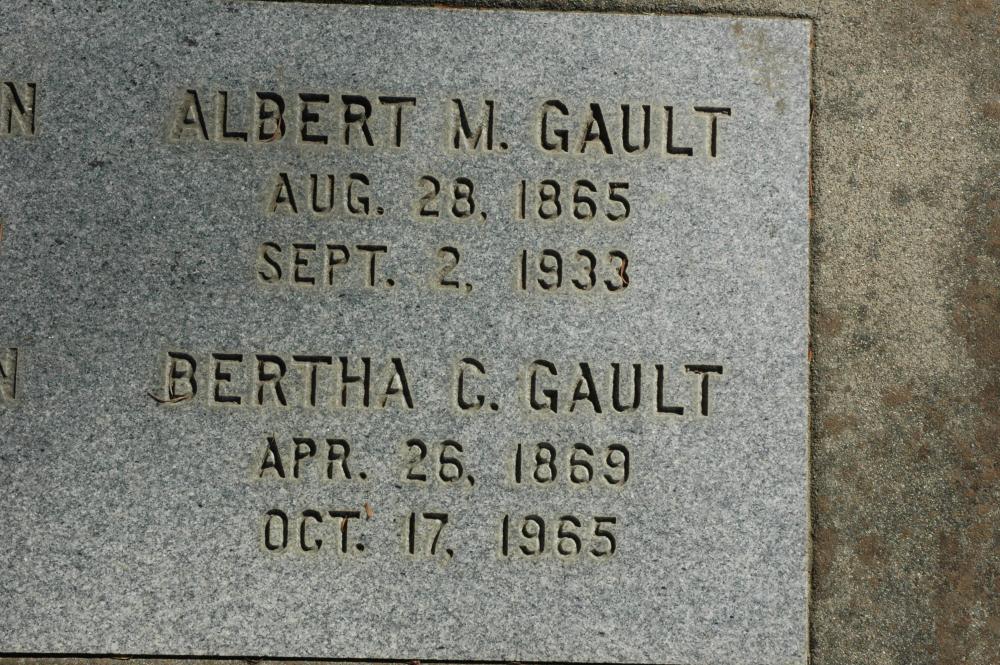 N
ALBERT M. GAULT
AUG. 28, 1865
SEPT. 2, 1933
N
BERTHA C. GAULT
APR. 26, 1869
OCT. 17, 1965